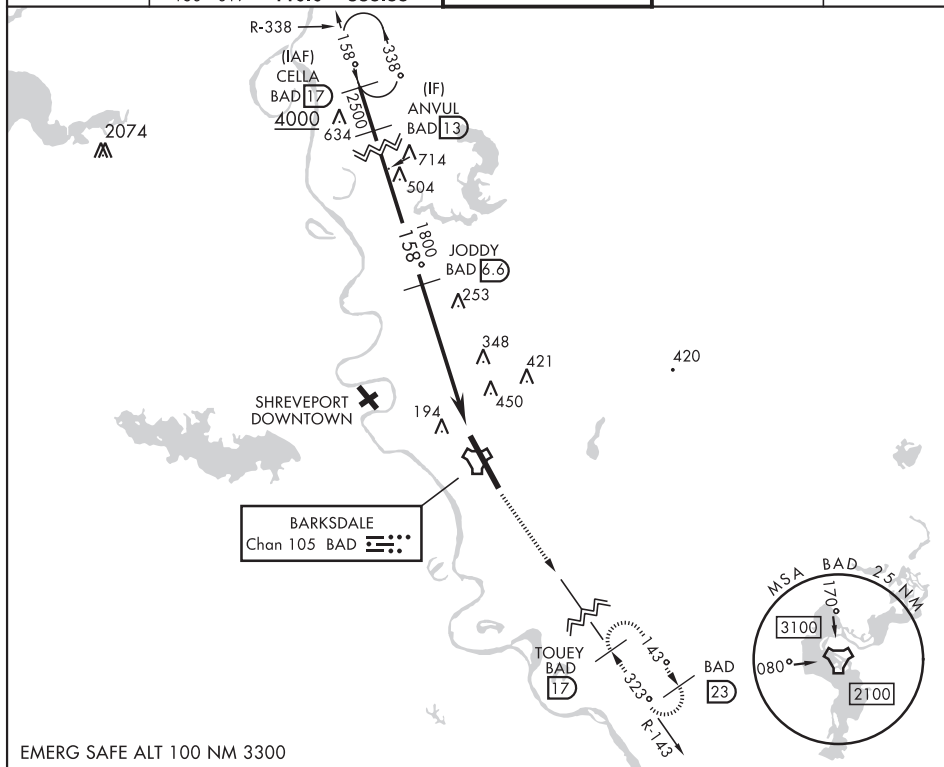 R-338
158°
338°
(IAF)
CELLA
BAD 17
4000
2500
634
(IF)
ANVUL
BAD 13
2074
714
504
1800
158°
JODDY
BAD 6.6
253
348
421
450
420
194
SHREVEPORT
DOWNTOWN
BARKSDALE
Chan 105 BAD
MSA BAD 25 NM
170°
3100
080°
2100
TOUEY
BAD
17
143°
323°
BAD
23
R-143
EMERG SAFE ALT 100 NM 3300